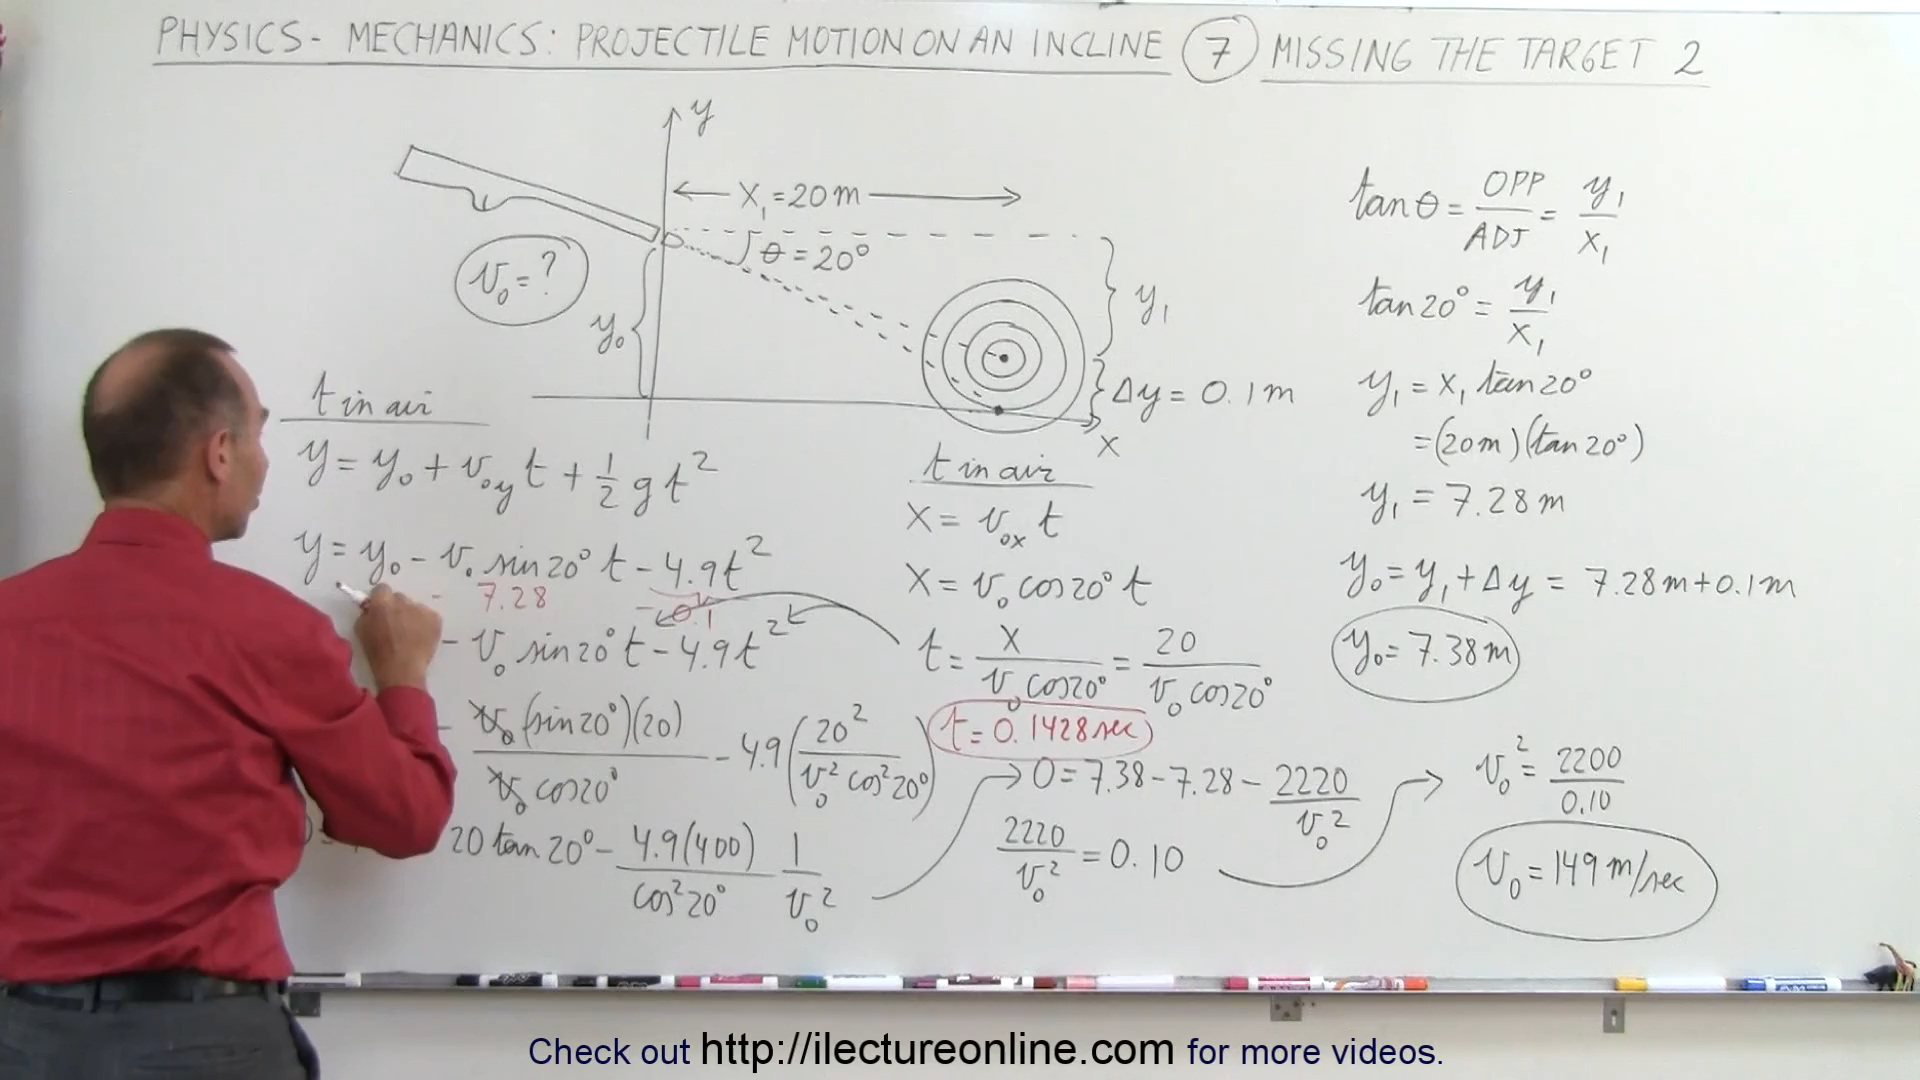 PHYSICS - MECHANICS: PROJECTILE MOTION ON AN INCLINE 7 MISSING THE TARGET 2
y
X₁ = 20 m
θ = 20°
v₀ = ?
y₀
y₁
Δy = 0.1 m
x
t in air
y = y₀ + v₀y t + ½ g t²
y = y₀ - v₀ sin 20° t - 4.9t²
- 7.28 - 0.1
- v₀ sin 20° t - 4.9t²
- v₀ (sin 20°)(20) / v₀ cos 20° - 4.9 (20² / v₀² cos² 20°)
20 tan 20° - 4.9(400) / cos² 20° 1 / v₀²
t in air
X = v₀x t
X = v₀ cos 20° t
t = X / v₀ cos 20° = 20 / v₀ cos 20°
t = 0.1428 sec
0 = 7.38 - 7.28 - 2220 / v₀²
2220 / v₀² = 0.10
tan θ = OPP / ADJ = y₁ / x₁
tan 20° = y₁ / x₁
y₁ = x₁ tan 20°
= (20 m)(tan 20°)
y₁ = 7.28 m
y₀ = y₁ + Δy = 7.28 m + 0.1 m
y₀ = 7.38 m
v₀² = 2200 / 0.10
v₀ = 149 m/sec
Check out http://ilectureonline.com for more videos.